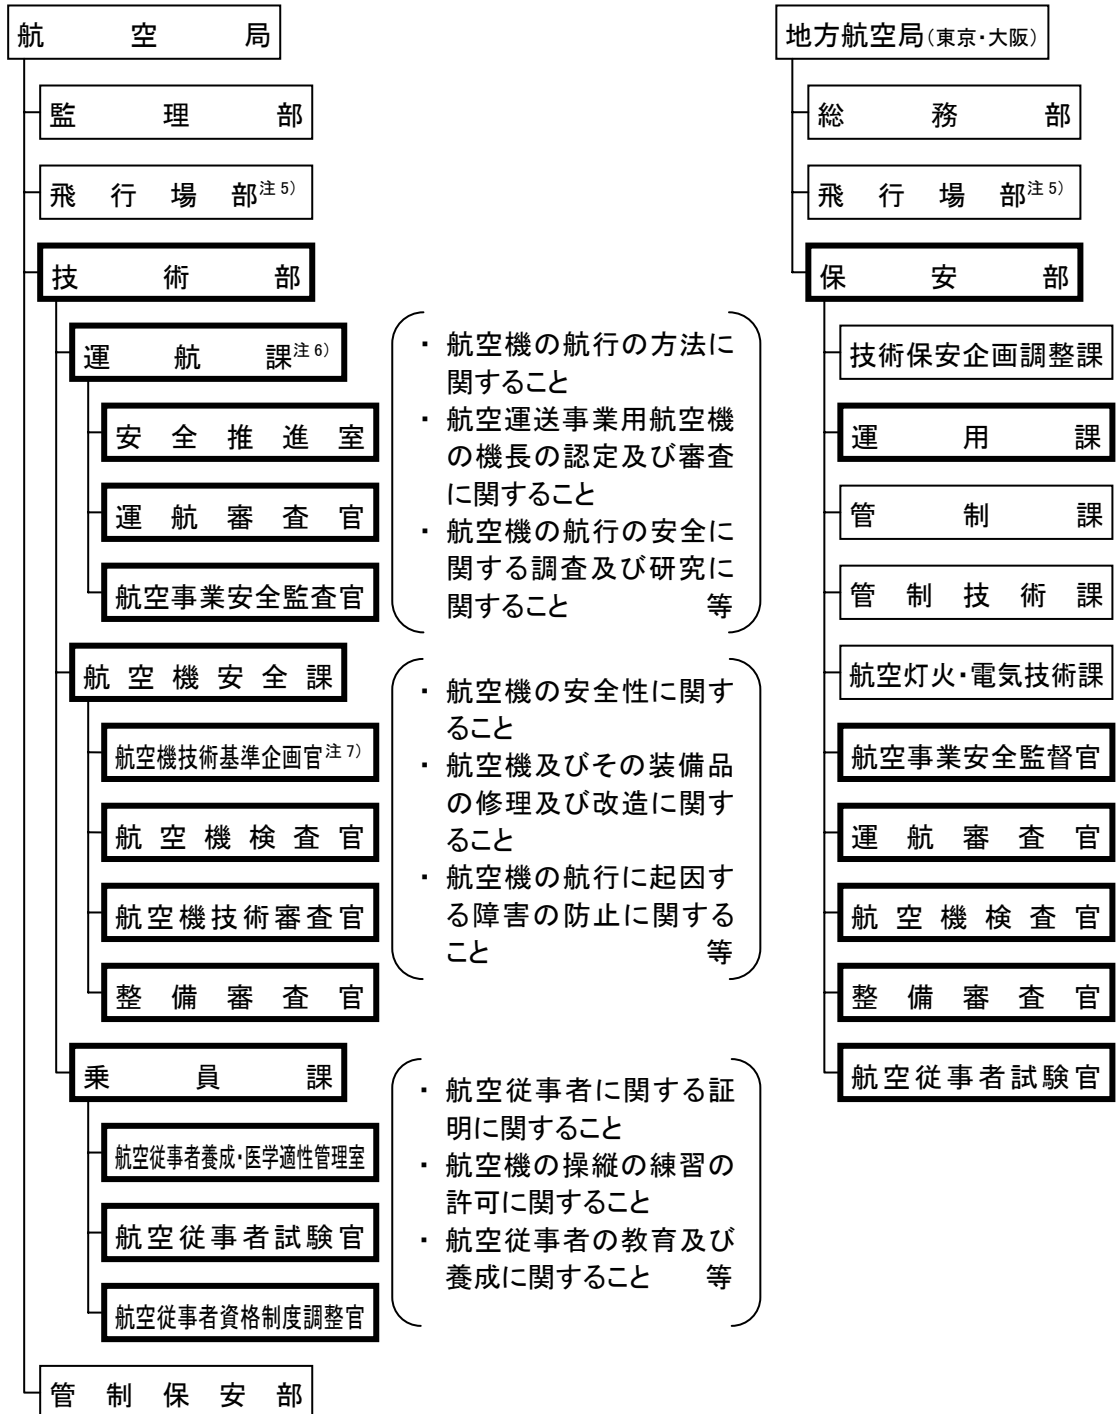 航空局
監理部
飛行場部注5)
技術部
運航課注6)
安全推進室
運航審査官
航空事業安全監査官
・ 航空機の航行の方法に
関すること
・ 航空運送事業用航空機
の機長の認定及び審査
に関すること
・ 航空機の航行の安全に
関する調査及び研究に
関すること 等
航空機安全課
航空機技術基準企画官注7)
航空機検査官
航空機技術審査官
整備審査官
・ 航空機の安全性に関す
ること
・ 航空機及びその装備品
の修理及び改造に関す
ること
・ 航空機の航行に起因す
る障害の防止に関する
こと 等
乗員課
航空従事者養成・医学適性管理室
航空従事者試験官
航空従事者資格制度調整官
・ 航空従事者に関する証
明に関すること
・ 航空機の操縦の練習の
許可に関すること
・ 航空従事者の教育及び
養成に関すること 等
管制保安部
地方航空局(東京・大阪)
総務部
飛行場部注5)
保安部
技術保安企画調整課
運用課
管制課
管制技術課
航空灯火・電気技術課
航空事業安全監督官
運航審査官
航空機検査官
整備審査官
航空従事者試験官